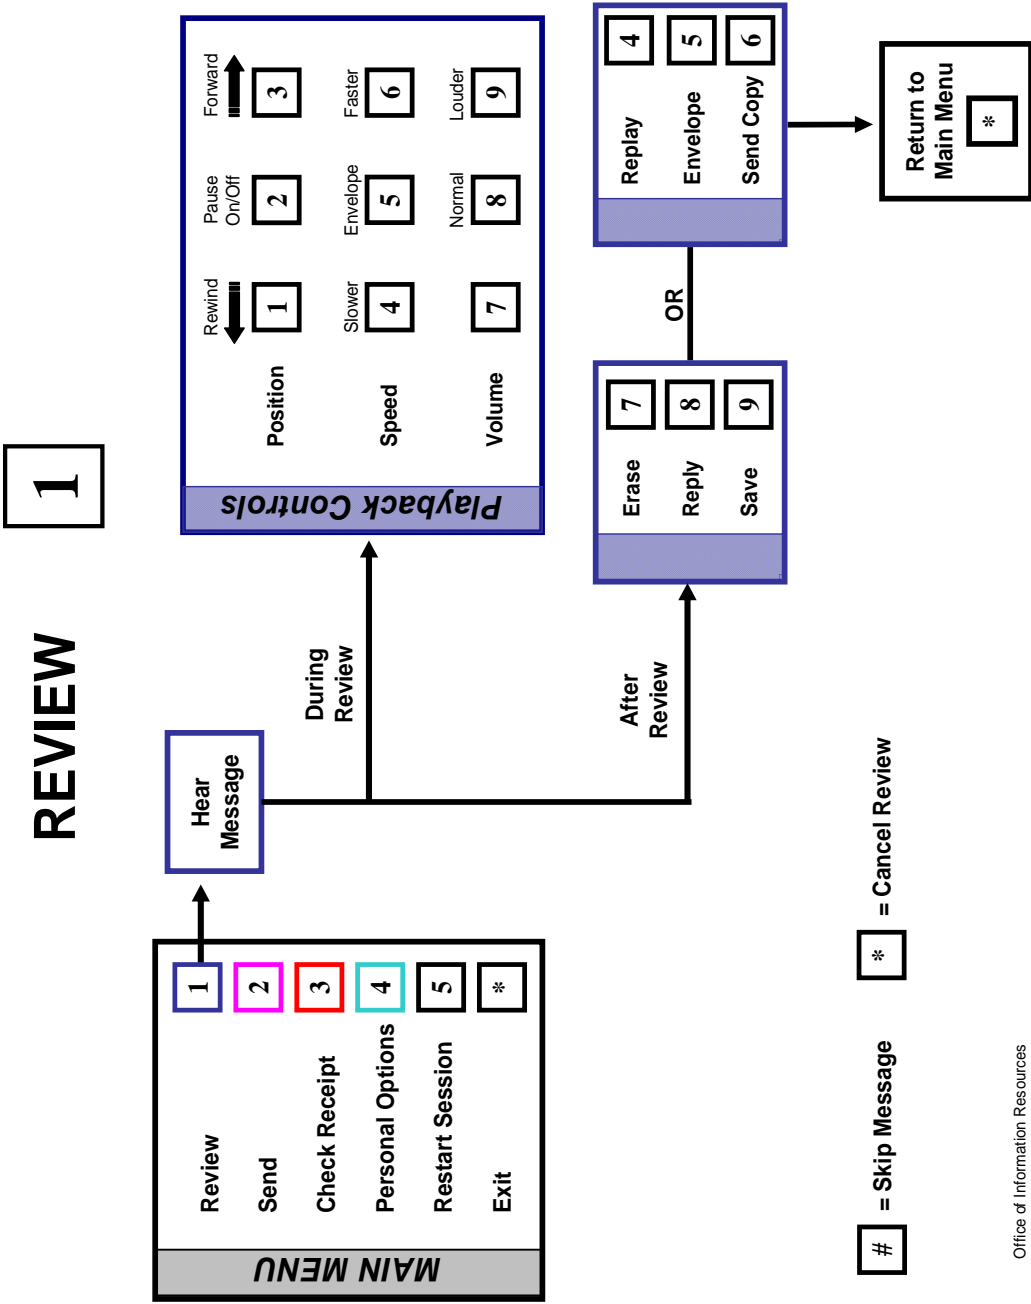 REVIEW 1
MAIN MENU
Review 1
Send 2
Check Receipt 3
Personal Options 4
Restart Session 5
Exit *
Hear
Message
During
Review
After
Review
Playback Controls
Rewind
Pause
On/Off
Forward
Position 1 2 3
Slower Envelope Faster
Speed 4 5 6
Normal Louder
Volume 7 8 9
Erase 7
Reply 8
Save 9
OR
Replay 4
Envelope 5
Send Copy 6
Return to
Main Menu
*
# = Skip Message
* = Cancel Review
Office of Information Resources